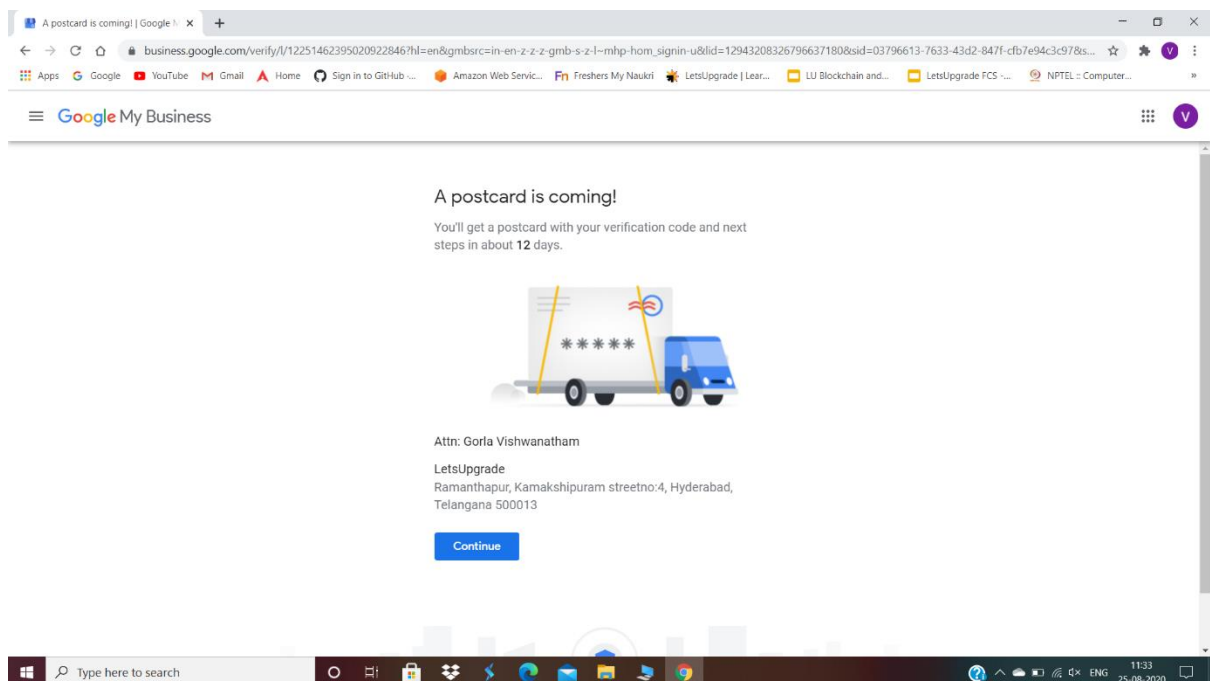 A postcard is coming! | Google M
business.google.com/verify/l/12251462395020922846?hl=en&gmbsrc=in-en-z-z-z-gmb-s-z-l~mhp-hom_signin-u&lid=12943208326796637180&sid=03796613-7633-43d2-847f-cfb7e94c3c97&s...
V
Apps Google YouTube Gmail Home Sign in to GitHub -... Amazon Web Servic... Fn Freshers My Naukri LetsUpgrade | Lear... LU Blockchain and... LetsUpgrade FCS -... NPTEL :: Computer... »
Google My Business
V
A postcard is coming!
You'll get a postcard with your verification code and next
steps in about 12 days.
*****
Attn: Gorla Vishwanatham
LetsUpgrade
Ramanthapur, Kamakshipuram streetno:4, Hyderabad,
Telangana 500013
Continue
Type here to search
ENG
11:33
25-08-2020